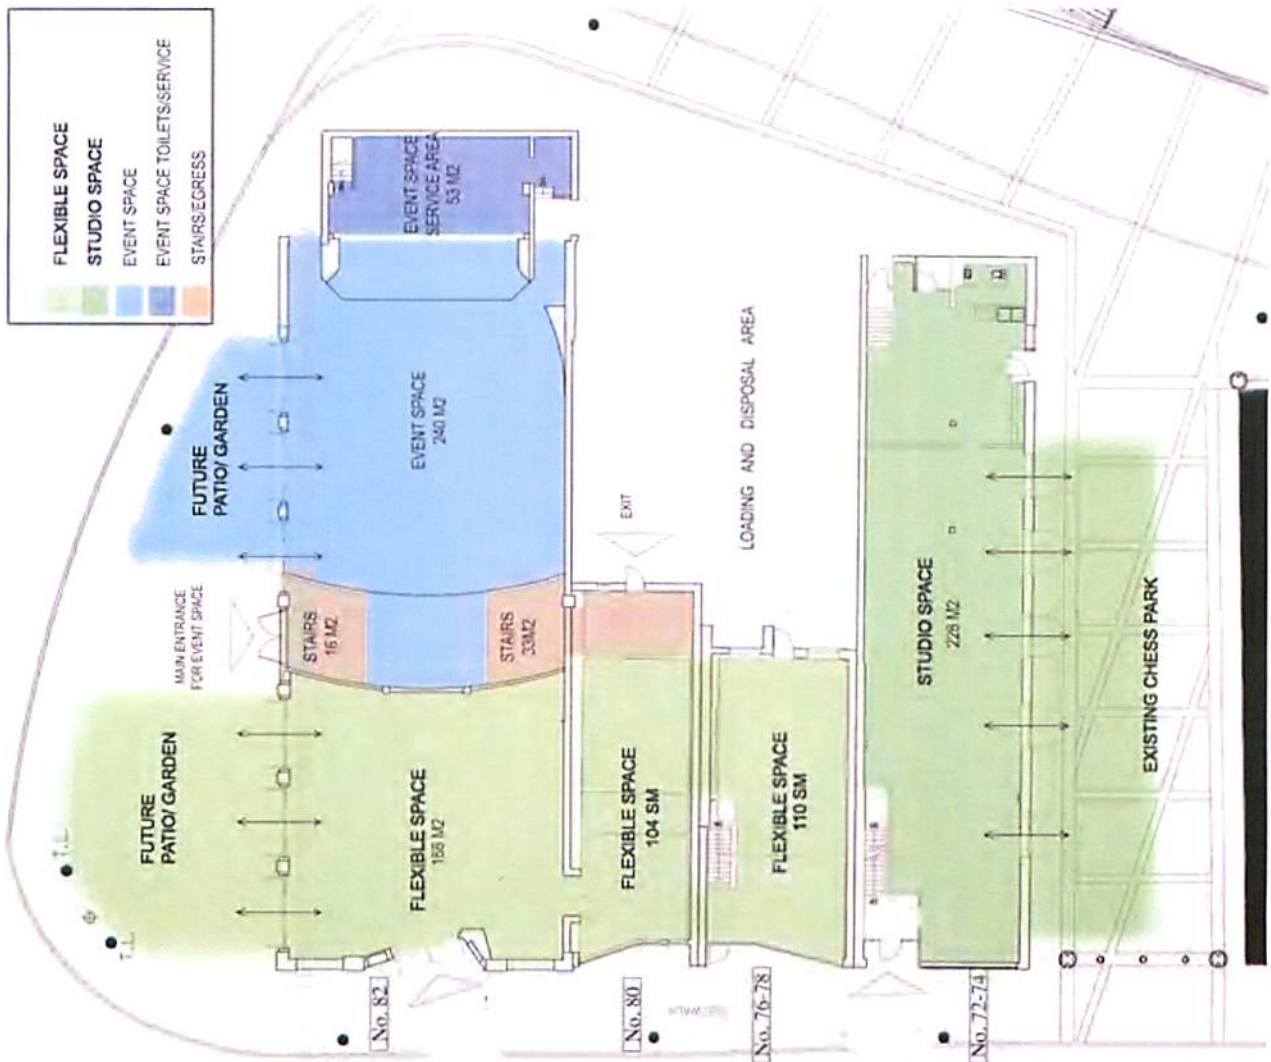 FLEXIBLE SPACE
STUDIO SPACE
EVENT SPACE
EVENT SPACE TOILETS/SERVICE
STAIRS/EGRESS
EVENT SPACE
SERVICE AREA
53 M2
FUTURE
PATIO/ GARDEN
EVENT SPACE
240 M2
MAIN ENTRANCE
FOR EVENT SPACE
STAIRS
16 M2
STAIRS
33M2
EXIT
LOADING AND DISPOSAL AREA
FUTURE
PATIO/ GARDEN
T.L.
T.L.
FLEXIBLE SPACE
FLEXIBLE SPACE
104 SM
FLEXIBLE SPACE
110 SM
STUDIO SPACE
EXISTING CHESS PARK
No. 82
No. 80
No. 76-78
No. 72-74